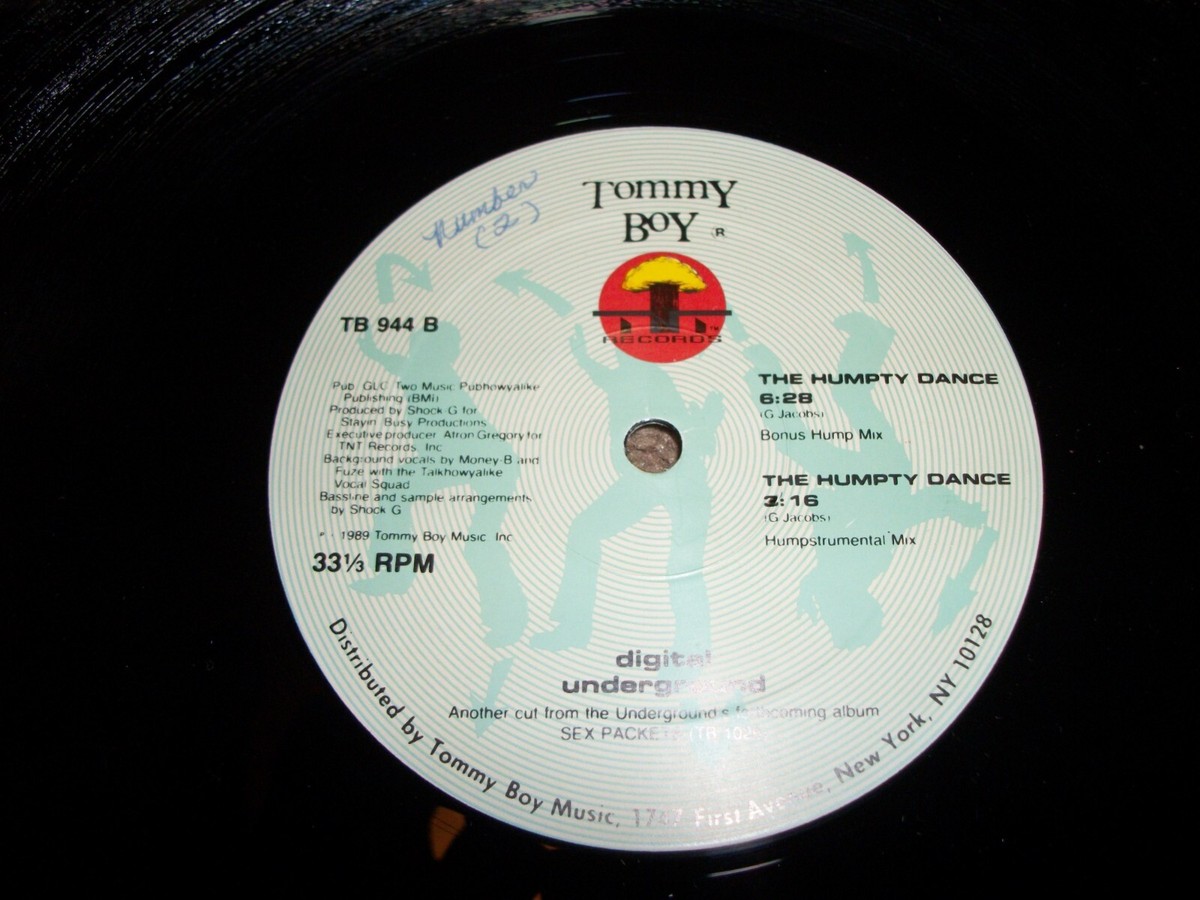 Number
(2)
Tommy
Boy ®
RECORDS™
TB 944 B
Pub. GLC Two Music Pubhowyalike
Publishing (BMI)
Produced by Shock G for
Stayin Busy Productions
Executive producer Atron Gregory for
TNT Records, Inc
Background vocals by Money-B and
Fuze with the Talkhowyalike
Vocal Squad
Bassline and sample arrangements
by Shock G
1989 Tommy Boy Music Inc
33⅓ RPM
THE HUMPTY DANCE
6:28
(G Jacobs)
Bonus Hump Mix
THE HUMPTY DANCE
:16
(G Jacobs)
Humpstrumental Mix
digital
underground
Another cut from the Underground's forthcoming album
SEX PACKETS (TB
Distributed by Tommy Boy Music, 1747 First Avenue, New York, NY 10128